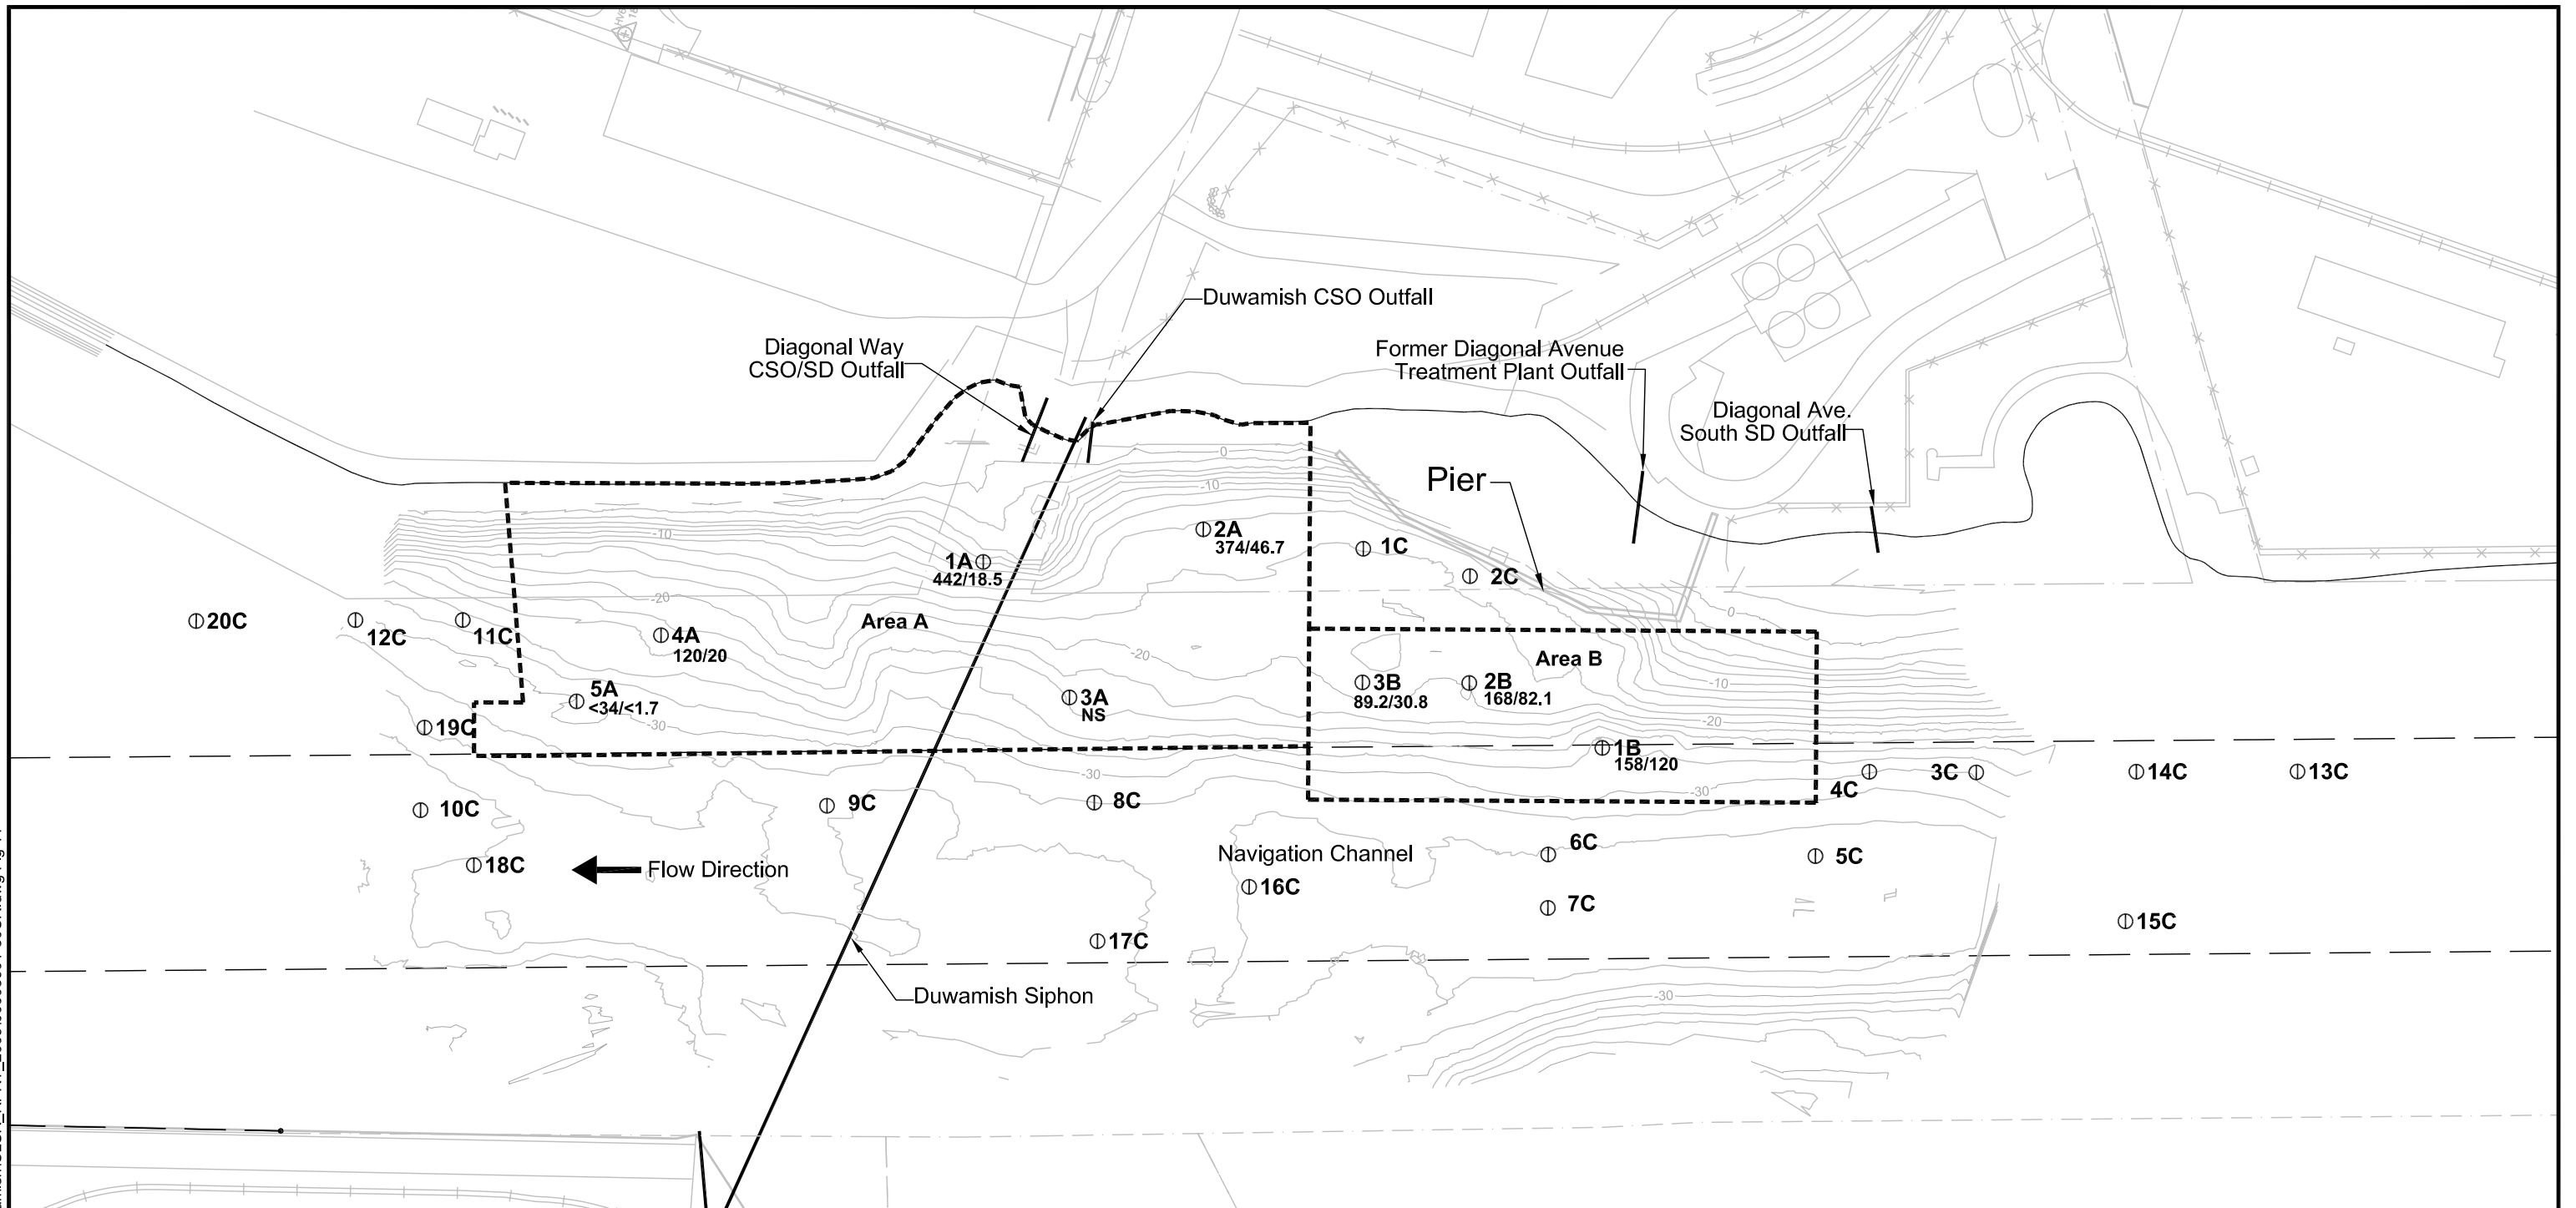 Duwamish CSO Outfall
Diagonal Way
CSO/SD Outfall
Former Diagonal Avenue
Treatment Plant Outfall
Diagonal Ave.
South SD Outfall
Pier
0
-10
-10
2A
374/46.7
1C
1A
442/18.5
2C
-20
0
20C
12C
11C
4A
120/20
Area A
-20
Area B
5A
<34/<1.7
3A
NS
3B
89.2/30.8
2B
168/82.1
-10
-20
19C
-30
1B
158/120
-30
-30
4C
3C
14C
13C
10C
9C
8C
6C
5C
Navigation Channel
18C
Flow Direction
16C
7C
17C
15C
Duwamish Siphon
-30